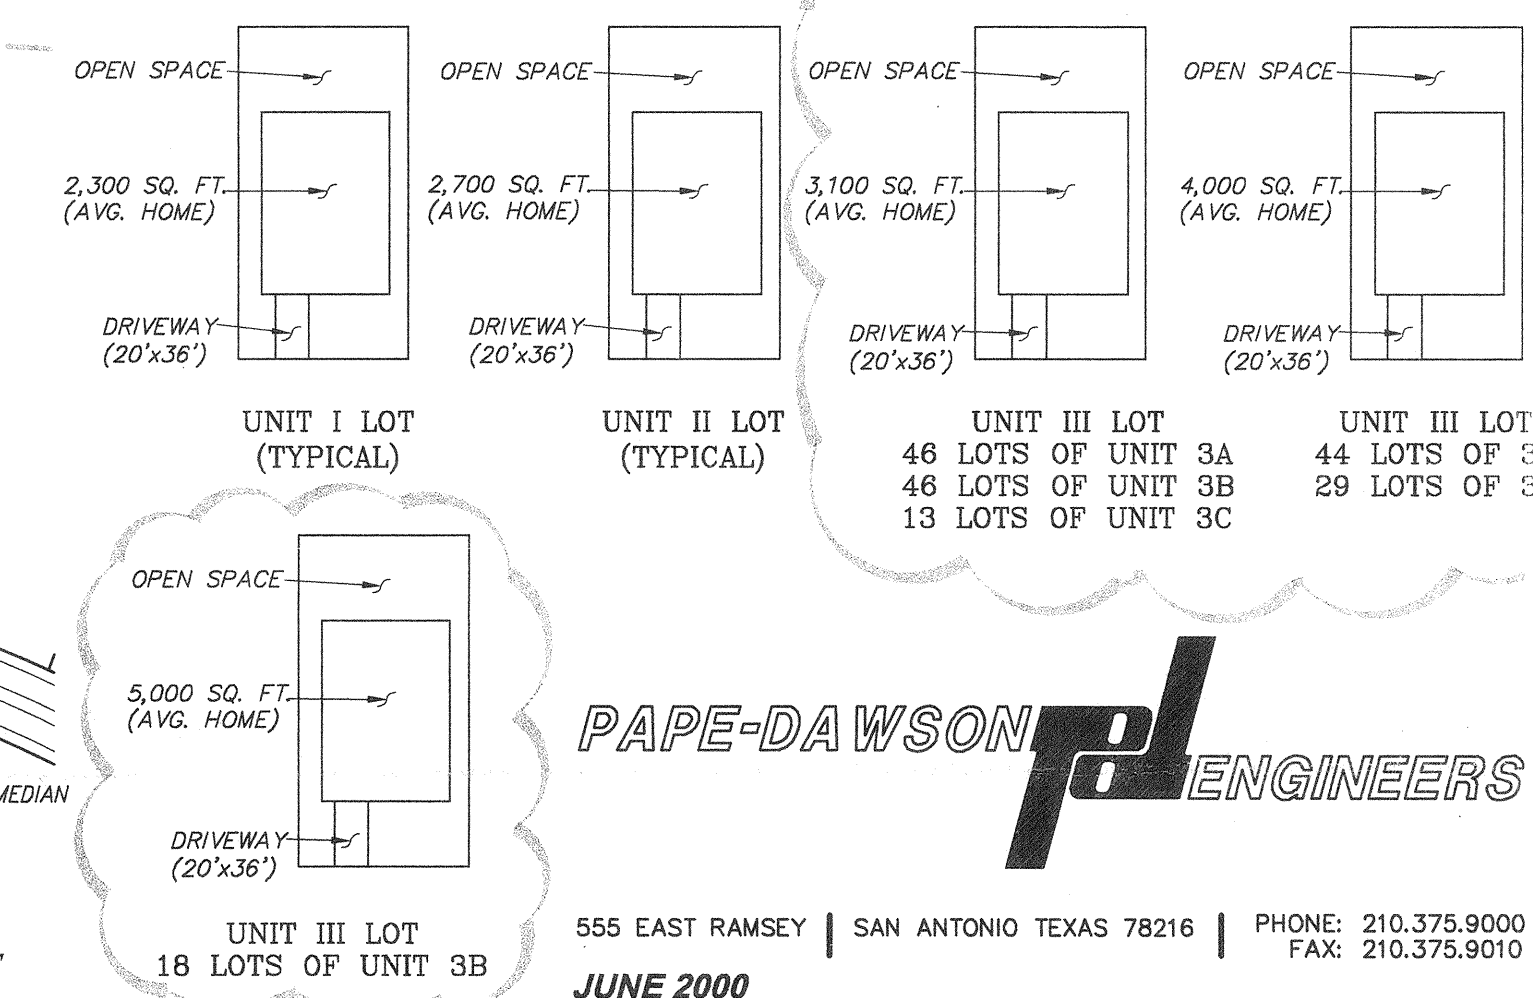 OPEN SPACE
2,300 SQ. FT.
(AVG. HOME)
DRIVEWAY
(20'x36')
UNIT I LOT
(TYPICAL)
OPEN SPACE
2,700 SQ. FT.
(AVG. HOME)
DRIVEWAY
(20'x36')
UNIT II LOT
(TYPICAL)
OPEN SPACE
3,100 SQ. FT.
(AVG. HOME)
DRIVEWAY
(20'x36')
UNIT III LOT
46 LOTS OF UNIT 3A
46 LOTS OF UNIT 3B
13 LOTS OF UNIT 3C
OPEN SPACE
4,000 SQ. FT.
(AVG. HOME)
DRIVEWAY
(20'x36')
UNIT III LOT
44 LOTS OF
29 LOTS OF
OPEN SPACE
5,000 SQ. FT.
(AVG. HOME)
DRIVEWAY
(20'x36')
UNIT III LOT
18 LOTS OF UNIT 3B
MEDIAN
PAPE-DAWSON
ENGINEERS
555 EAST RAMSEY | SAN ANTONIO TEXAS 78216 | PHONE: 210.375.9000
FAX: 210.375.9010
JUNE 2000